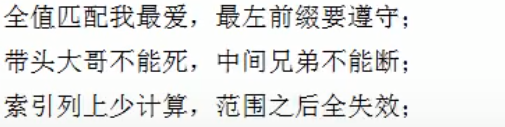 全值匹配我最爱，最左前缀要遵守；
带头大哥不能死，中间兄弟不能断；
索引列上少计算，范围之后全失效；